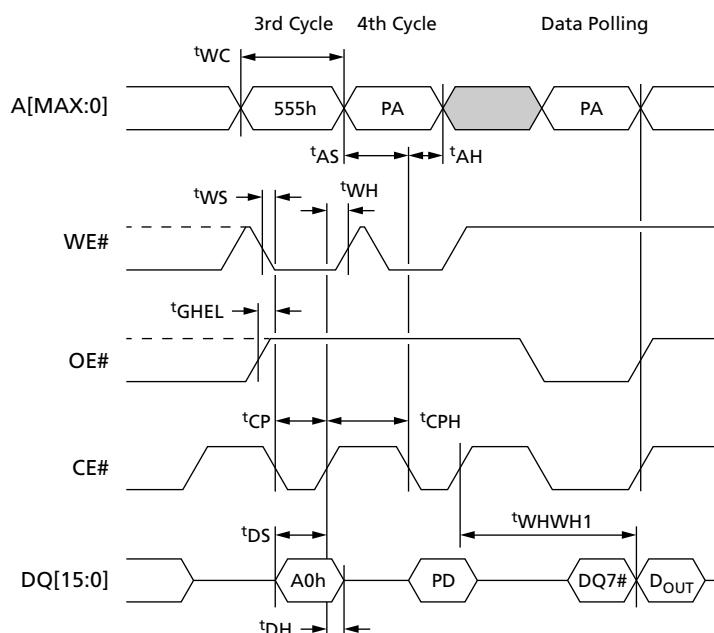 3rd Cycle 4th Cycle Data Polling
tWC
A[MAX:0] 555h PA PA
tAS tAH
tWS tWH
WE#
tGHEL
OE#
tCP tCPH
CE#
tWHWH1
tDS
DQ[15:0] A0h PD DQ7# DOUT
tDH